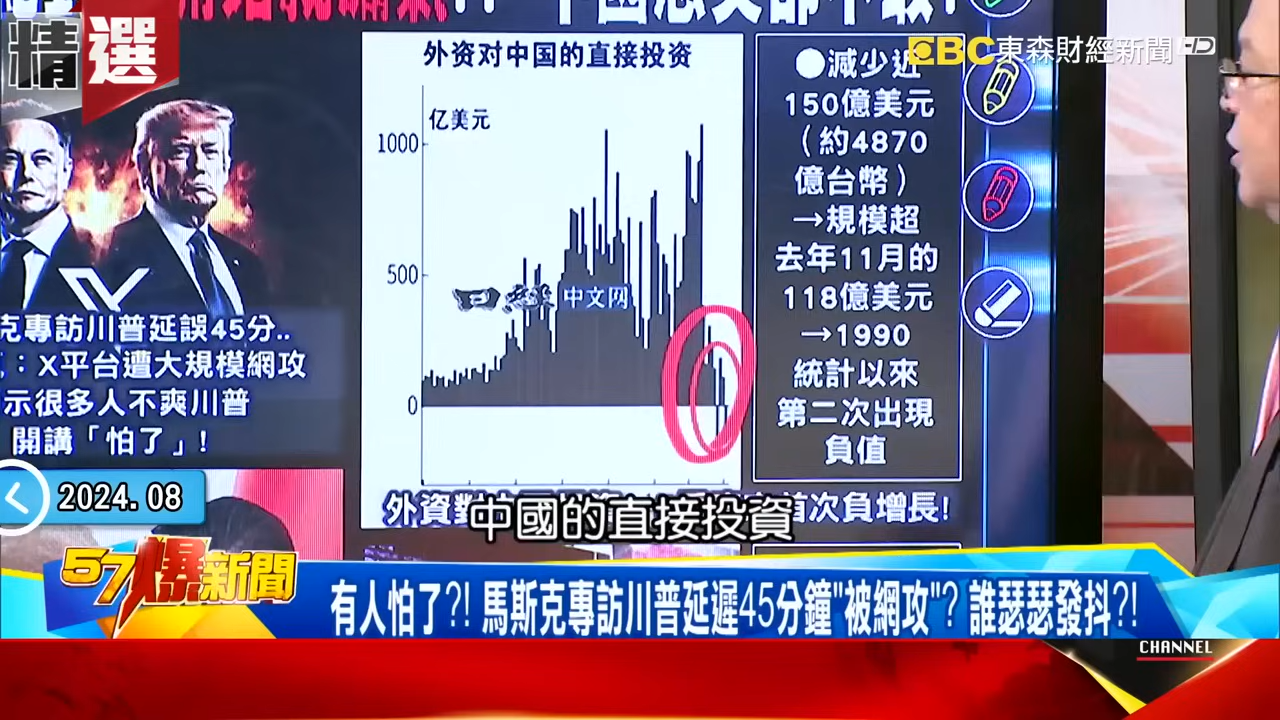 精選
EBC 東森財經新聞 HD
外资对中国的直接投资
亿美元
1000
500
0
中文网
●減少近
150億美元
(約4870
億台幣)
→規模超
去年11月的
118億美元
→1990
統計以來
第二次出現
負值
克專訪川普延誤45分..
:X平台遭大規模網攻
示很多人不爽川普
開講「怕了」!
2024.08
首次負增長!
中國的直接投資
57爆新聞
有人怕了?! 馬斯克專訪川普延遲45分鐘"被網攻"? 誰瑟瑟發抖?!
CHANNEL